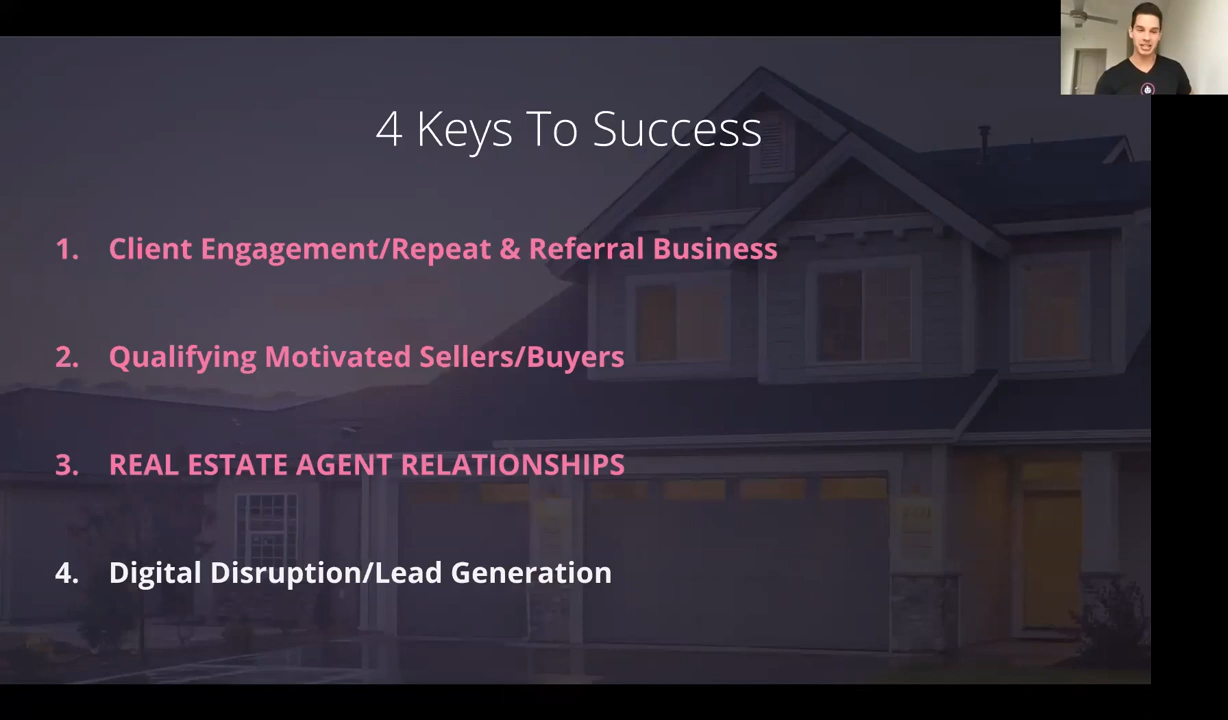 4 Keys To Success
1. Client Engagement/Repeat & Referral Business
2. Qualifying Motivated Sellers/Buyers
3. REAL ESTATE AGENT RELATIONSHIPS
4. Digital Disruption/Lead Generation